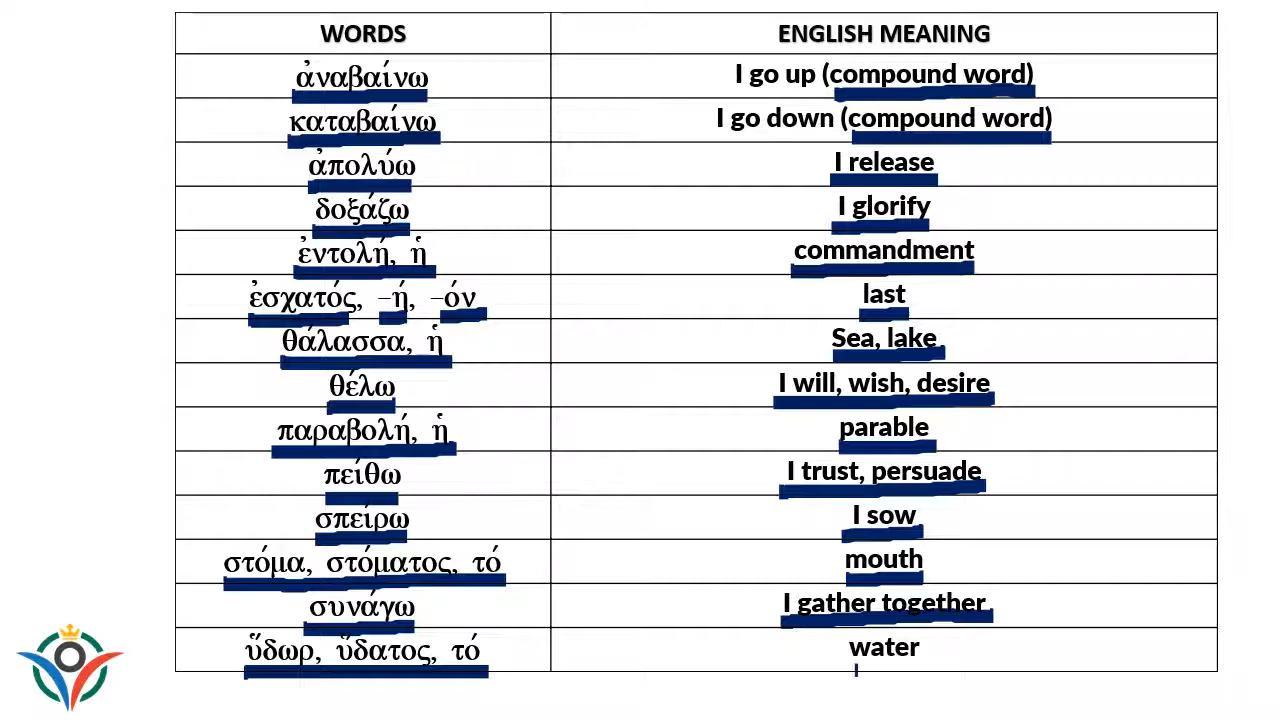 WORDS ENGLISH MEANING
ἀναβαίνω I go up (compound word)
καταβαίνω I go down (compound word)
ἀπολύω I release
δοξάζω I glorify
ἐντολή, ἡ commandment
ἐσχατός, –ή, –όν last
θάλασσα, ἡ Sea, lake
θέλω I will, wish, desire
παραβολή, ἡ parable
πείθω I trust, persuade
σπείρω I sow
στόμα, στόματος, τό mouth
συνάγω I gather together
ὕδωρ, ὕδατος, τό water